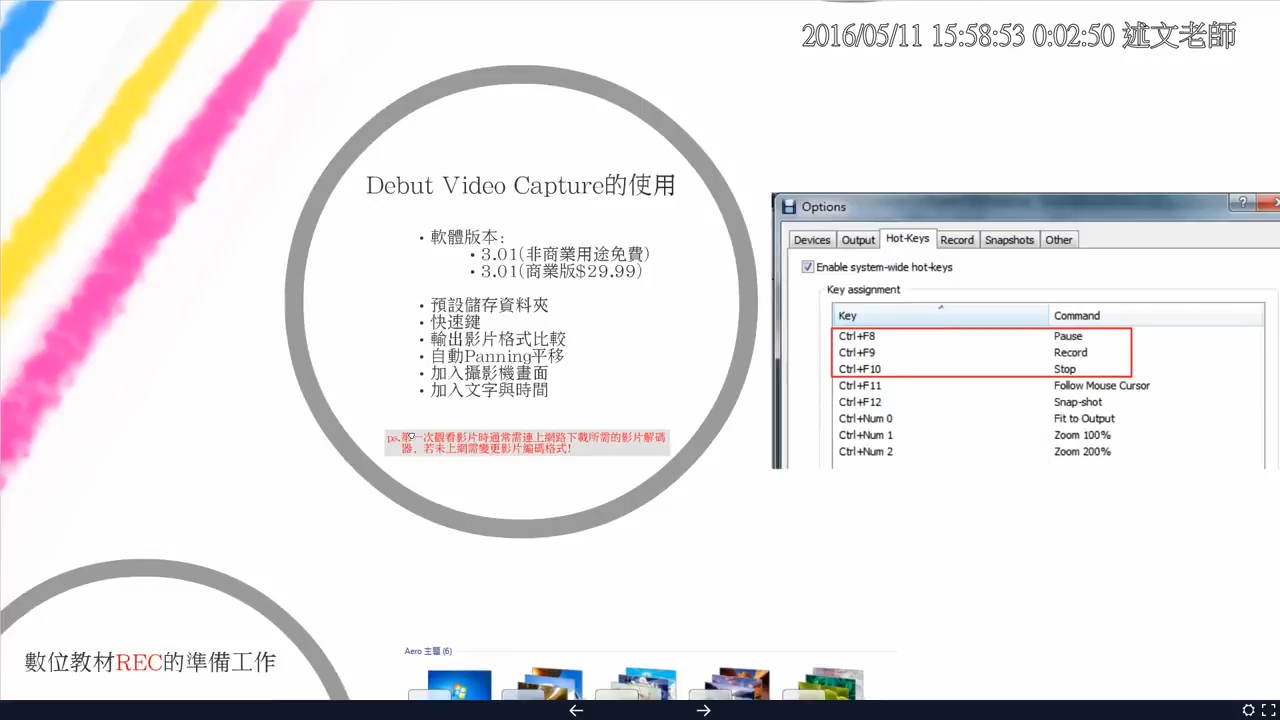 2016/05/11 15:58:53 0:02:50 述文老師
Debut Video Capture的使用
• 軟體版本:
• 3.01(非商業用途免費)
• 3.01(商業版$29.99)
• 預設儲存資料夾
• 快速鍵
• 輸出影片格式比較
• 自動Panning平移
• 加入攝影機畫面
• 加入文字與時間
ps.第一次觀看影片時通常需連上網路下載所需的影片解碼
器，若未上網需變更影片編碼格式!
Options
Devices Output Hot-Keys Record Snapshots Other
Enable system-wide hot-keys
Key assignment
Key Command
Ctrl+F8 Pause
Ctrl+F9 Record
Ctrl+F10 Stop
Ctrl+F11 Follow Mouse Cursor
Ctrl+F12 Snap-shot
Ctrl+Num 0 Fit to Output
Ctrl+Num 1 Zoom 100%
Ctrl+Num 2 Zoom 200%
數位教材REC的準備工作
Aero 主題 (6)